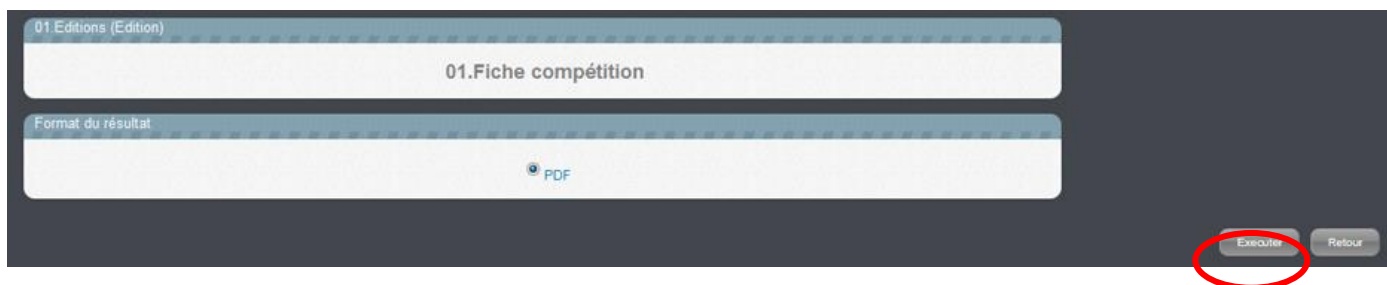 01.Editions (Edition)
01.Fiche compétition
Format du résultat
PDF
Executer Retour